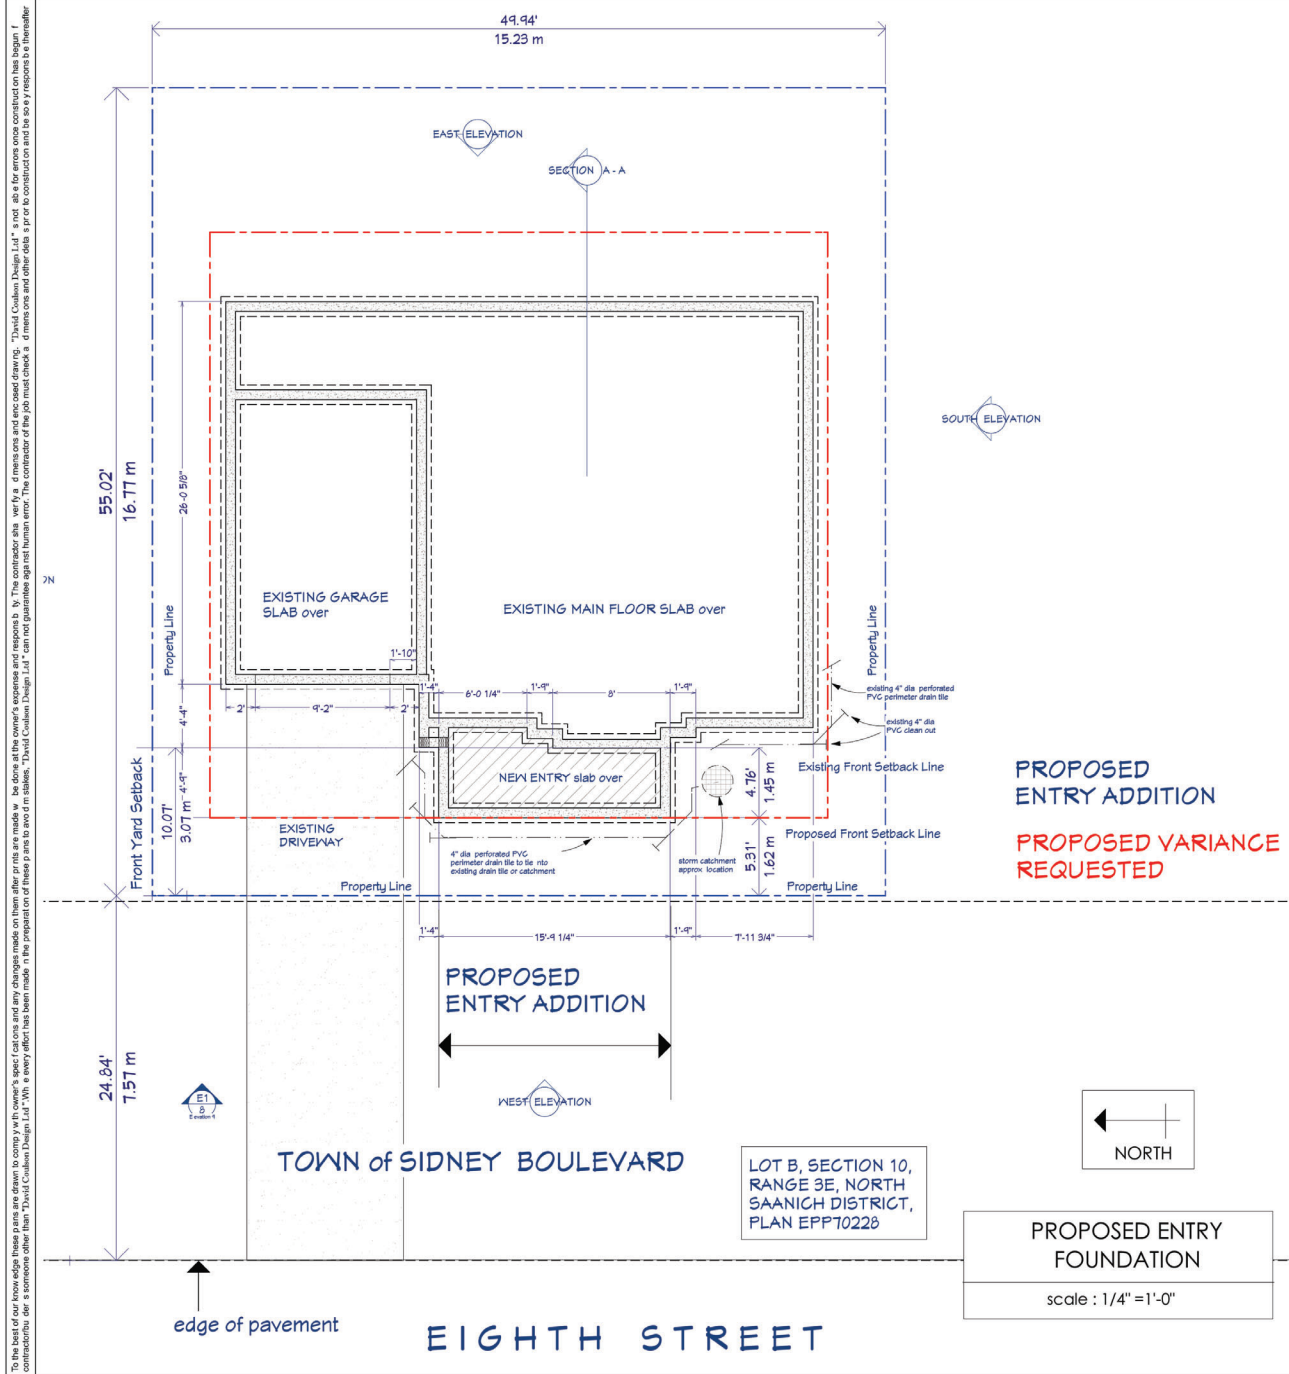 49.94'
15.23 m
EAST ELEVATION
SECTION A - A
SOUTH ELEVATION
55.02'
16.77 m
26'-0 5/8"
EXISTING GARAGE
SLAB over
EXISTING MAIN FLOOR SLAB over
Property Line
Property Line
1'-10"
1'-4"
6'-0 1/4"
1'-9"
8'
1'-9"
2'
9'-2"
2'
4'-4"
existing 4" dia perforated
PVC perimeter drain tile
existing 4" dia
PVC clean out
Existing Front Setback Line
NEW ENTRY slab over
4.76'
1.45 m
PROPOSED
ENTRY ADDITION
Front Yard Setback
10.07'
3.07 m
4'-9"
EXISTING
DRIVEWAY
Proposed Front Setback Line
PROPOSED VARIANCE
REQUESTED
4" dia perforated PVC
perimeter drain tile to tie nto
existing drain tile or catchment
storm catchment
approx location
5.31'
1.62 m
Property Line
Property Line
1'-4"
15'-9 1/4"
1'-9"
7'-11 3/4"
PROPOSED
ENTRY ADDITION
24.84'
7.57 m
E1
8
WEST ELEVATION
NORTH
TOWN of SIDNEY BOULEVARD
LOT B, SECTION 10,
RANGE 3E, NORTH
SAANICH DISTRICT,
PLAN EPP70228
PROPOSED ENTRY
FOUNDATION
scale : 1/4" =1'-0"
edge of pavement
EIGHTH STREET